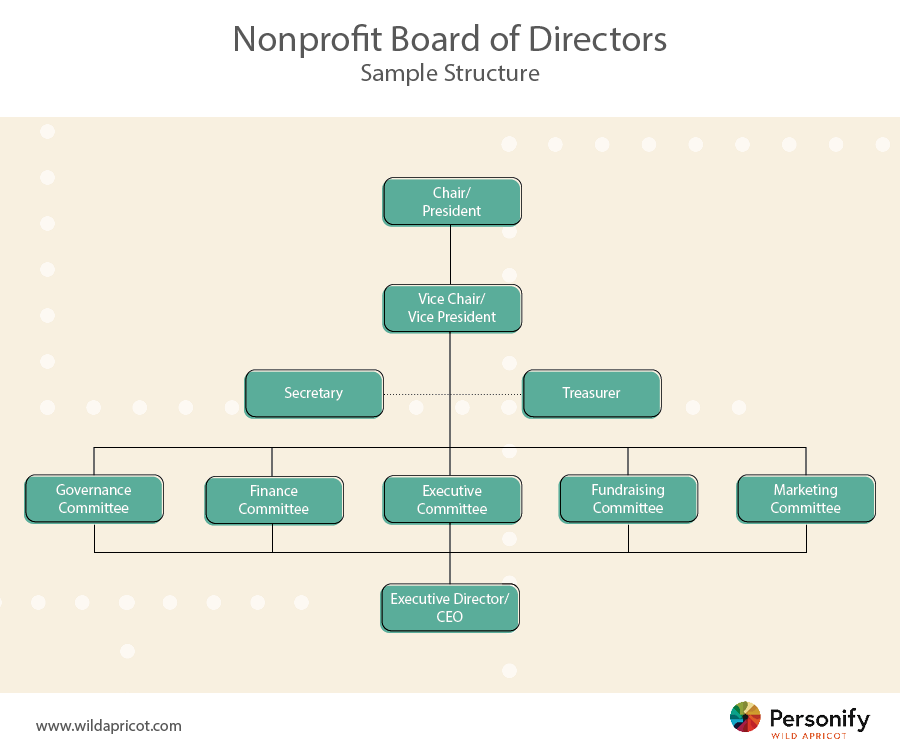 Nonprofit Board of Directors
Sample Structure
Chair/
President
Vice Chair/
Vice President
Secretary
Treasurer
Governance
Committee
Finance
Committee
Executive
Committee
Fundraising
Committee
Marketing
Committee
Executive Director/
CEO
www.wildapricot.com
Personify
WILD APRICOT